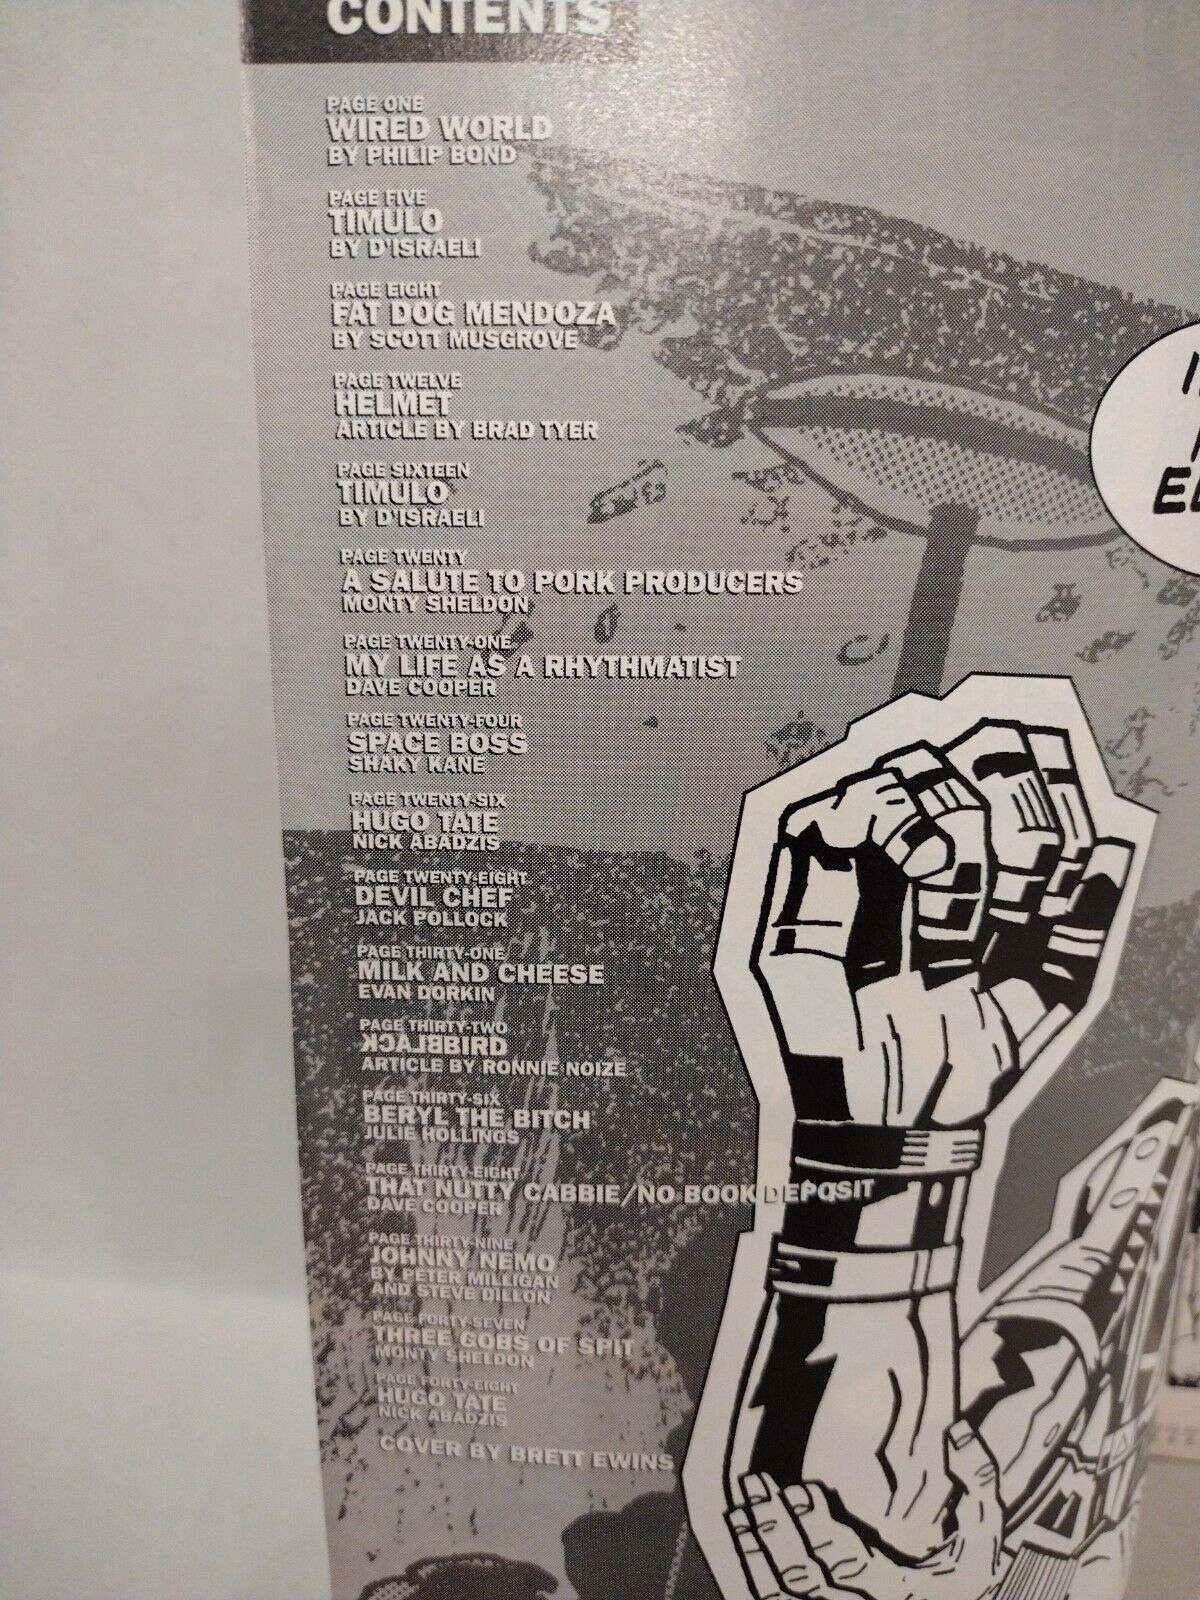 CONTENTS
PAGE ONE
WIRED WORLD
BY PHILIP BOND
PAGE FIVE
TIMULO
BY D'ISRAELI
PAGE EIGHT
FAT DOG MENDOZA
BY SCOTT MUSGROVE
PAGE TWELVE
HELMET
ARTICLE BY BRAD TYER
PAGE SIXTEEN
TIMULO
BY D'ISRAELI
PAGE TWENTY
A SALUTE TO PORK PRODUCERS
MONTY SHELDON
PAGE TWENTY-ONE
MY LIFE AS A RHYTHMATIST
DAVE COOPER
PAGE TWENTY-FOUR
SPACE BOSS
SHAKY KANE
PAGE TWENTY-SIX
HUGO TATE
NICK ABADZIS
PAGE TWENTY-EIGHT
DEVIL CHEF
JACK POLLOCK
PAGE THIRTY-ONE
MILK AND CHEESE
EVAN DORKIN
PAGE THIRTY-TWO
BLACKBIRD
ARTICLE BY RONNIE NOIZE
PAGE THIRTY-SIX
BERYL THE BITCH
JULIE HOLLINGS
PAGE THIRTY-EIGHT
THAT NUTTY CABBIE/NO BOOK DEPOSIT
DAVE COOPER
PAGE THIRTY-NINE
JOHNNY NEMO
BY PETER MILLIGAN
AND STEVE DILLON
PAGE FORTY-SEVEN
THREE GOBS OF SPIT
MONTY SHELDON
PAGE FORTY-EIGHT
HUGO TATE
NICK ABADZIS
COVER BY BRETT EWINS